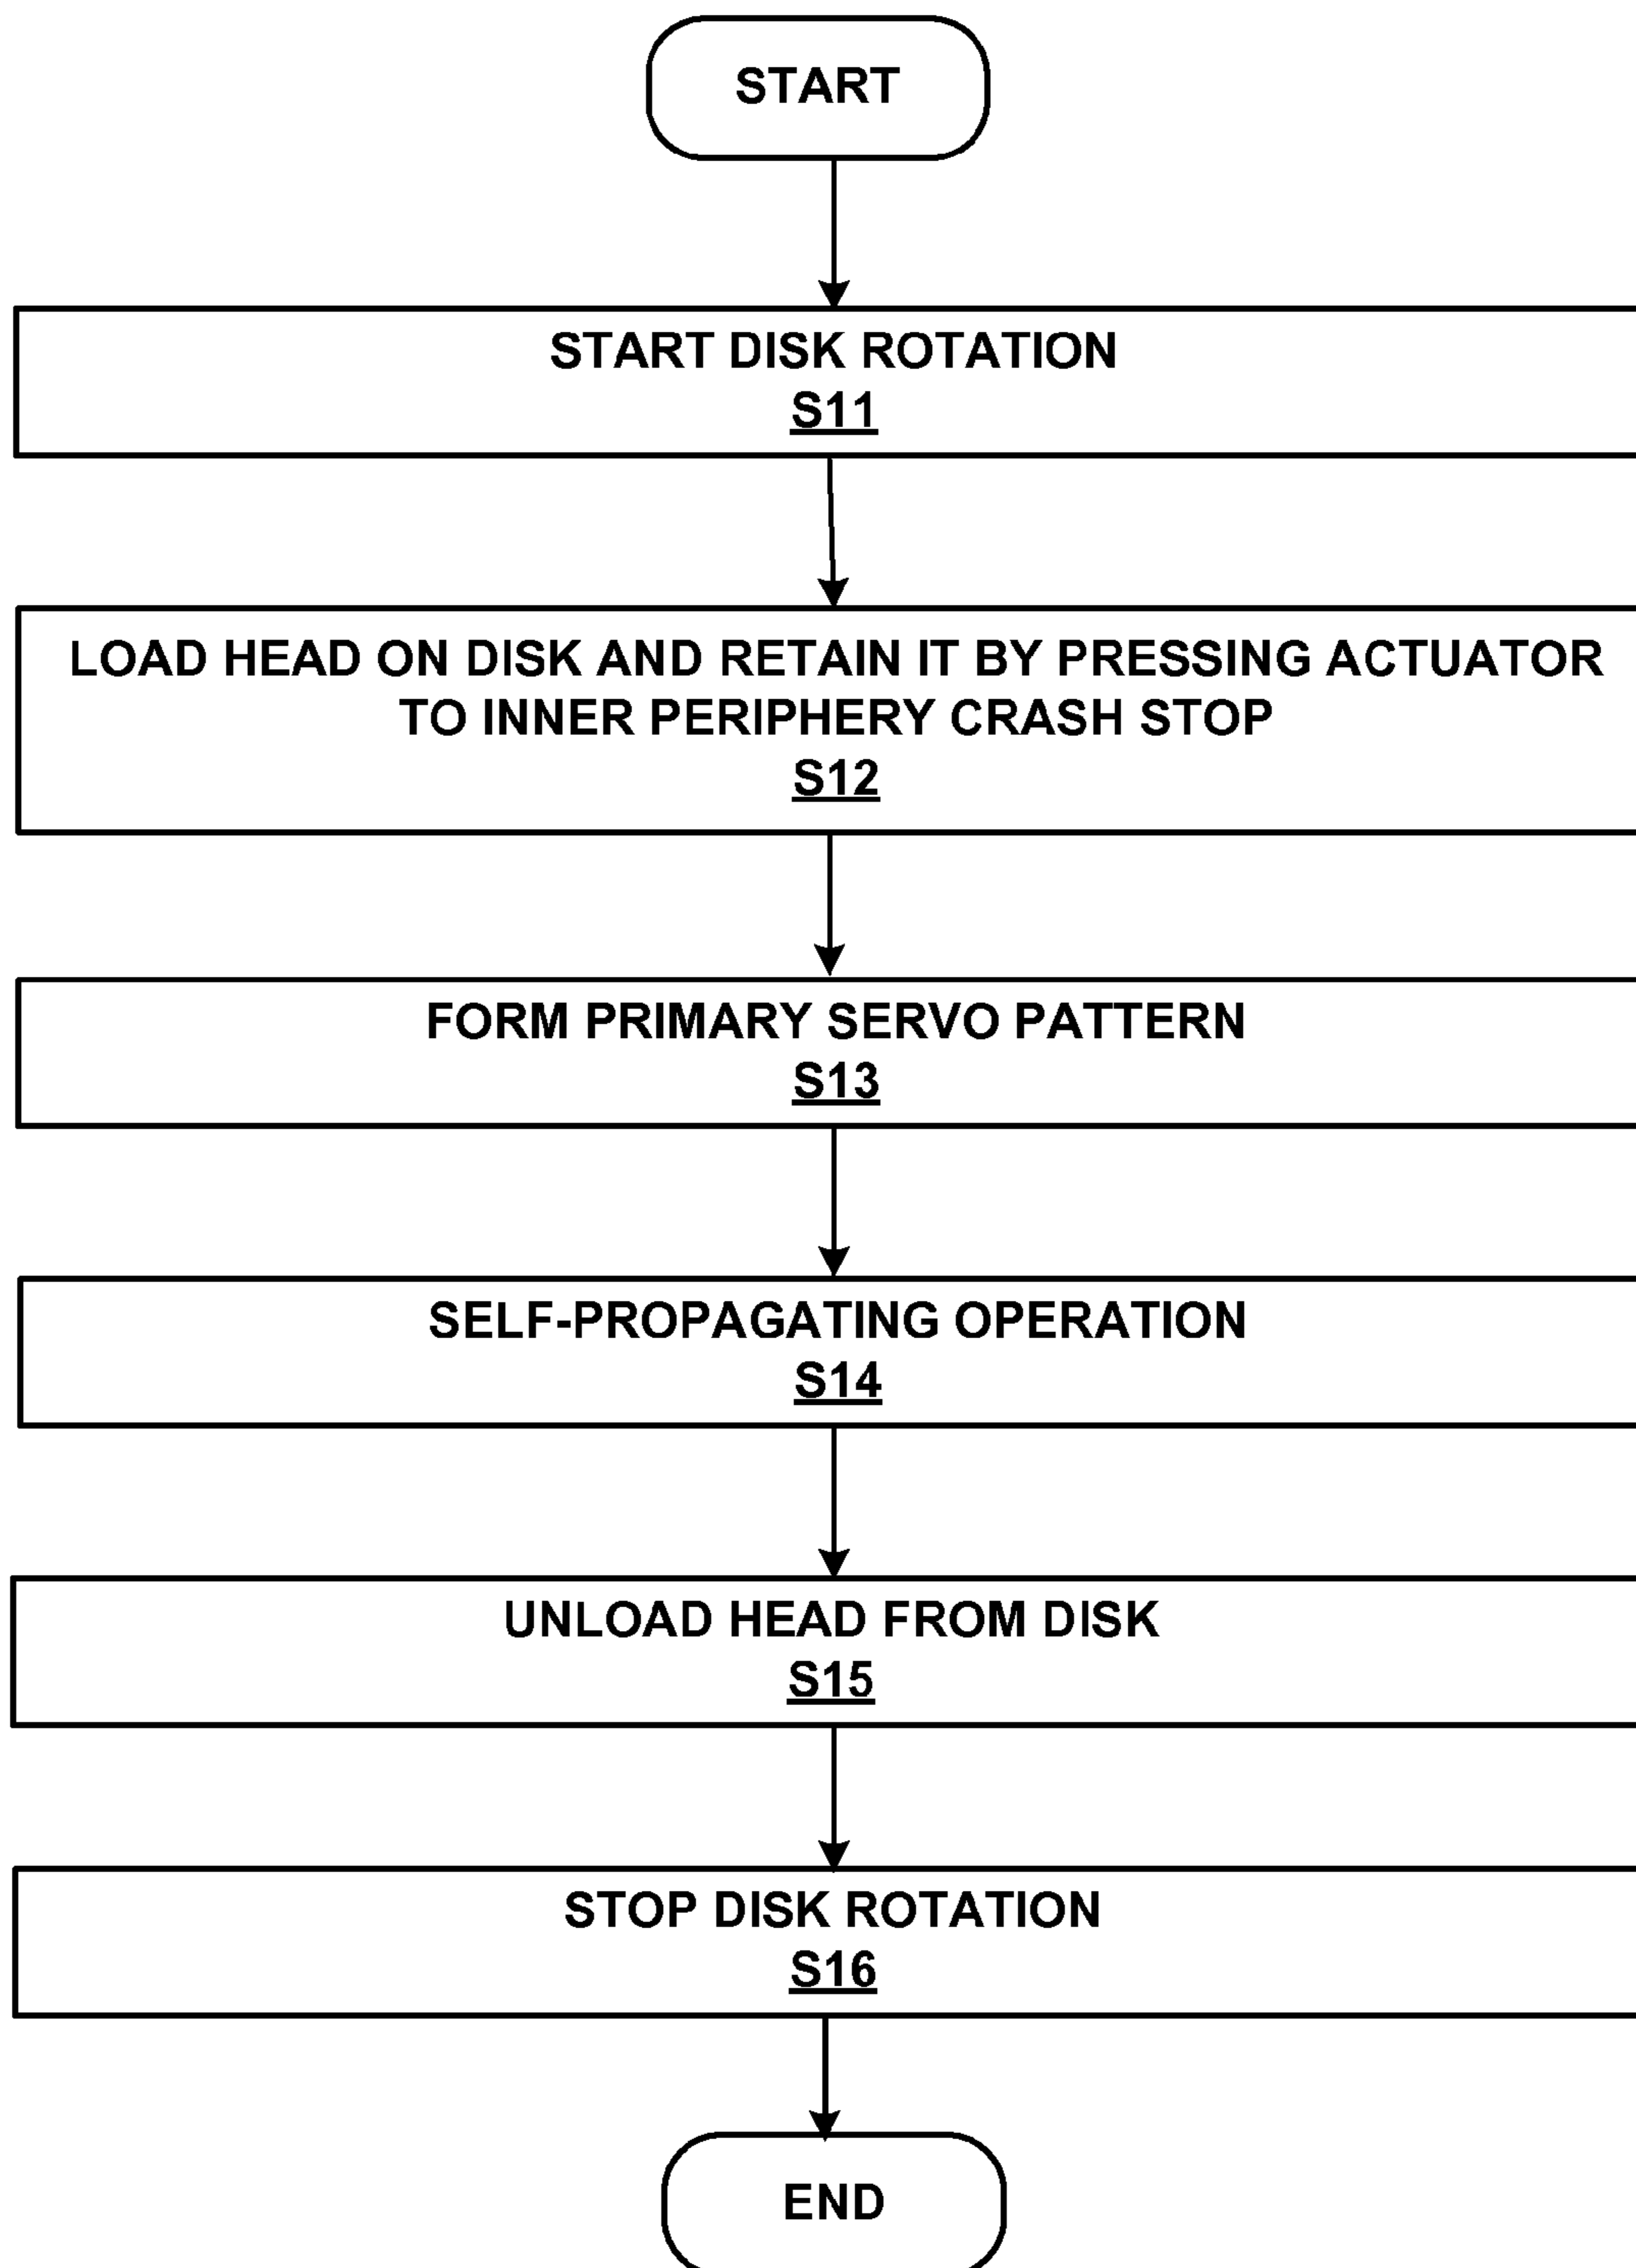 START
START DISK ROTATION
S11
LOAD HEAD ON DISK AND RETAIN IT BY PRESSING ACTUATOR
TO INNER PERIPHERY CRASH STOP
S12
FORM PRIMARY SERVO PATTERN
S13
SELF-PROPAGATING OPERATION
S14
UNLOAD HEAD FROM DISK
S15
STOP DISK ROTATION
S16
END